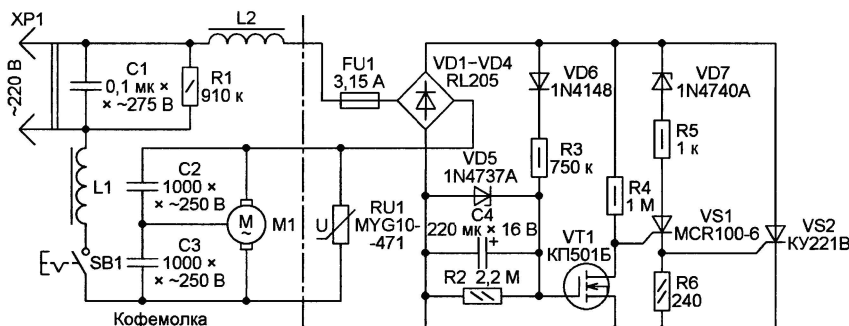 XP1
~220 В
C1
0,1 мк ×
× ~275 В
R1
910 к
L2
FU1
3,15 А
VD1–VD4
RL205
VD6
1N4148
VD7
1N4740A
R3
750 к
R5
1 к
L1
C2
1000 ×
× ~250 В
M
~
M1
C3
1000 ×
× ~250 В
SB1
U
RU1
MYG10-
-471
VD5
1N4737A
C4
220 мк × 16 В
+
R2 2,2 М
VT1
КП501Б
R4
1 М
VS1
MCR100-6
VS2
КУ221В
R6
240
Кофемолка